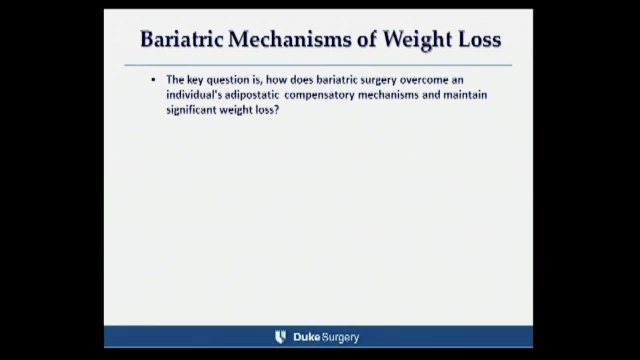 Bariatric Mechanisms of Weight Loss
▪ The key question is, how does bariatric surgery overcome an
individual's adipostatic compensatory mechanisms and maintain
significant weight loss?
Duke Surgery